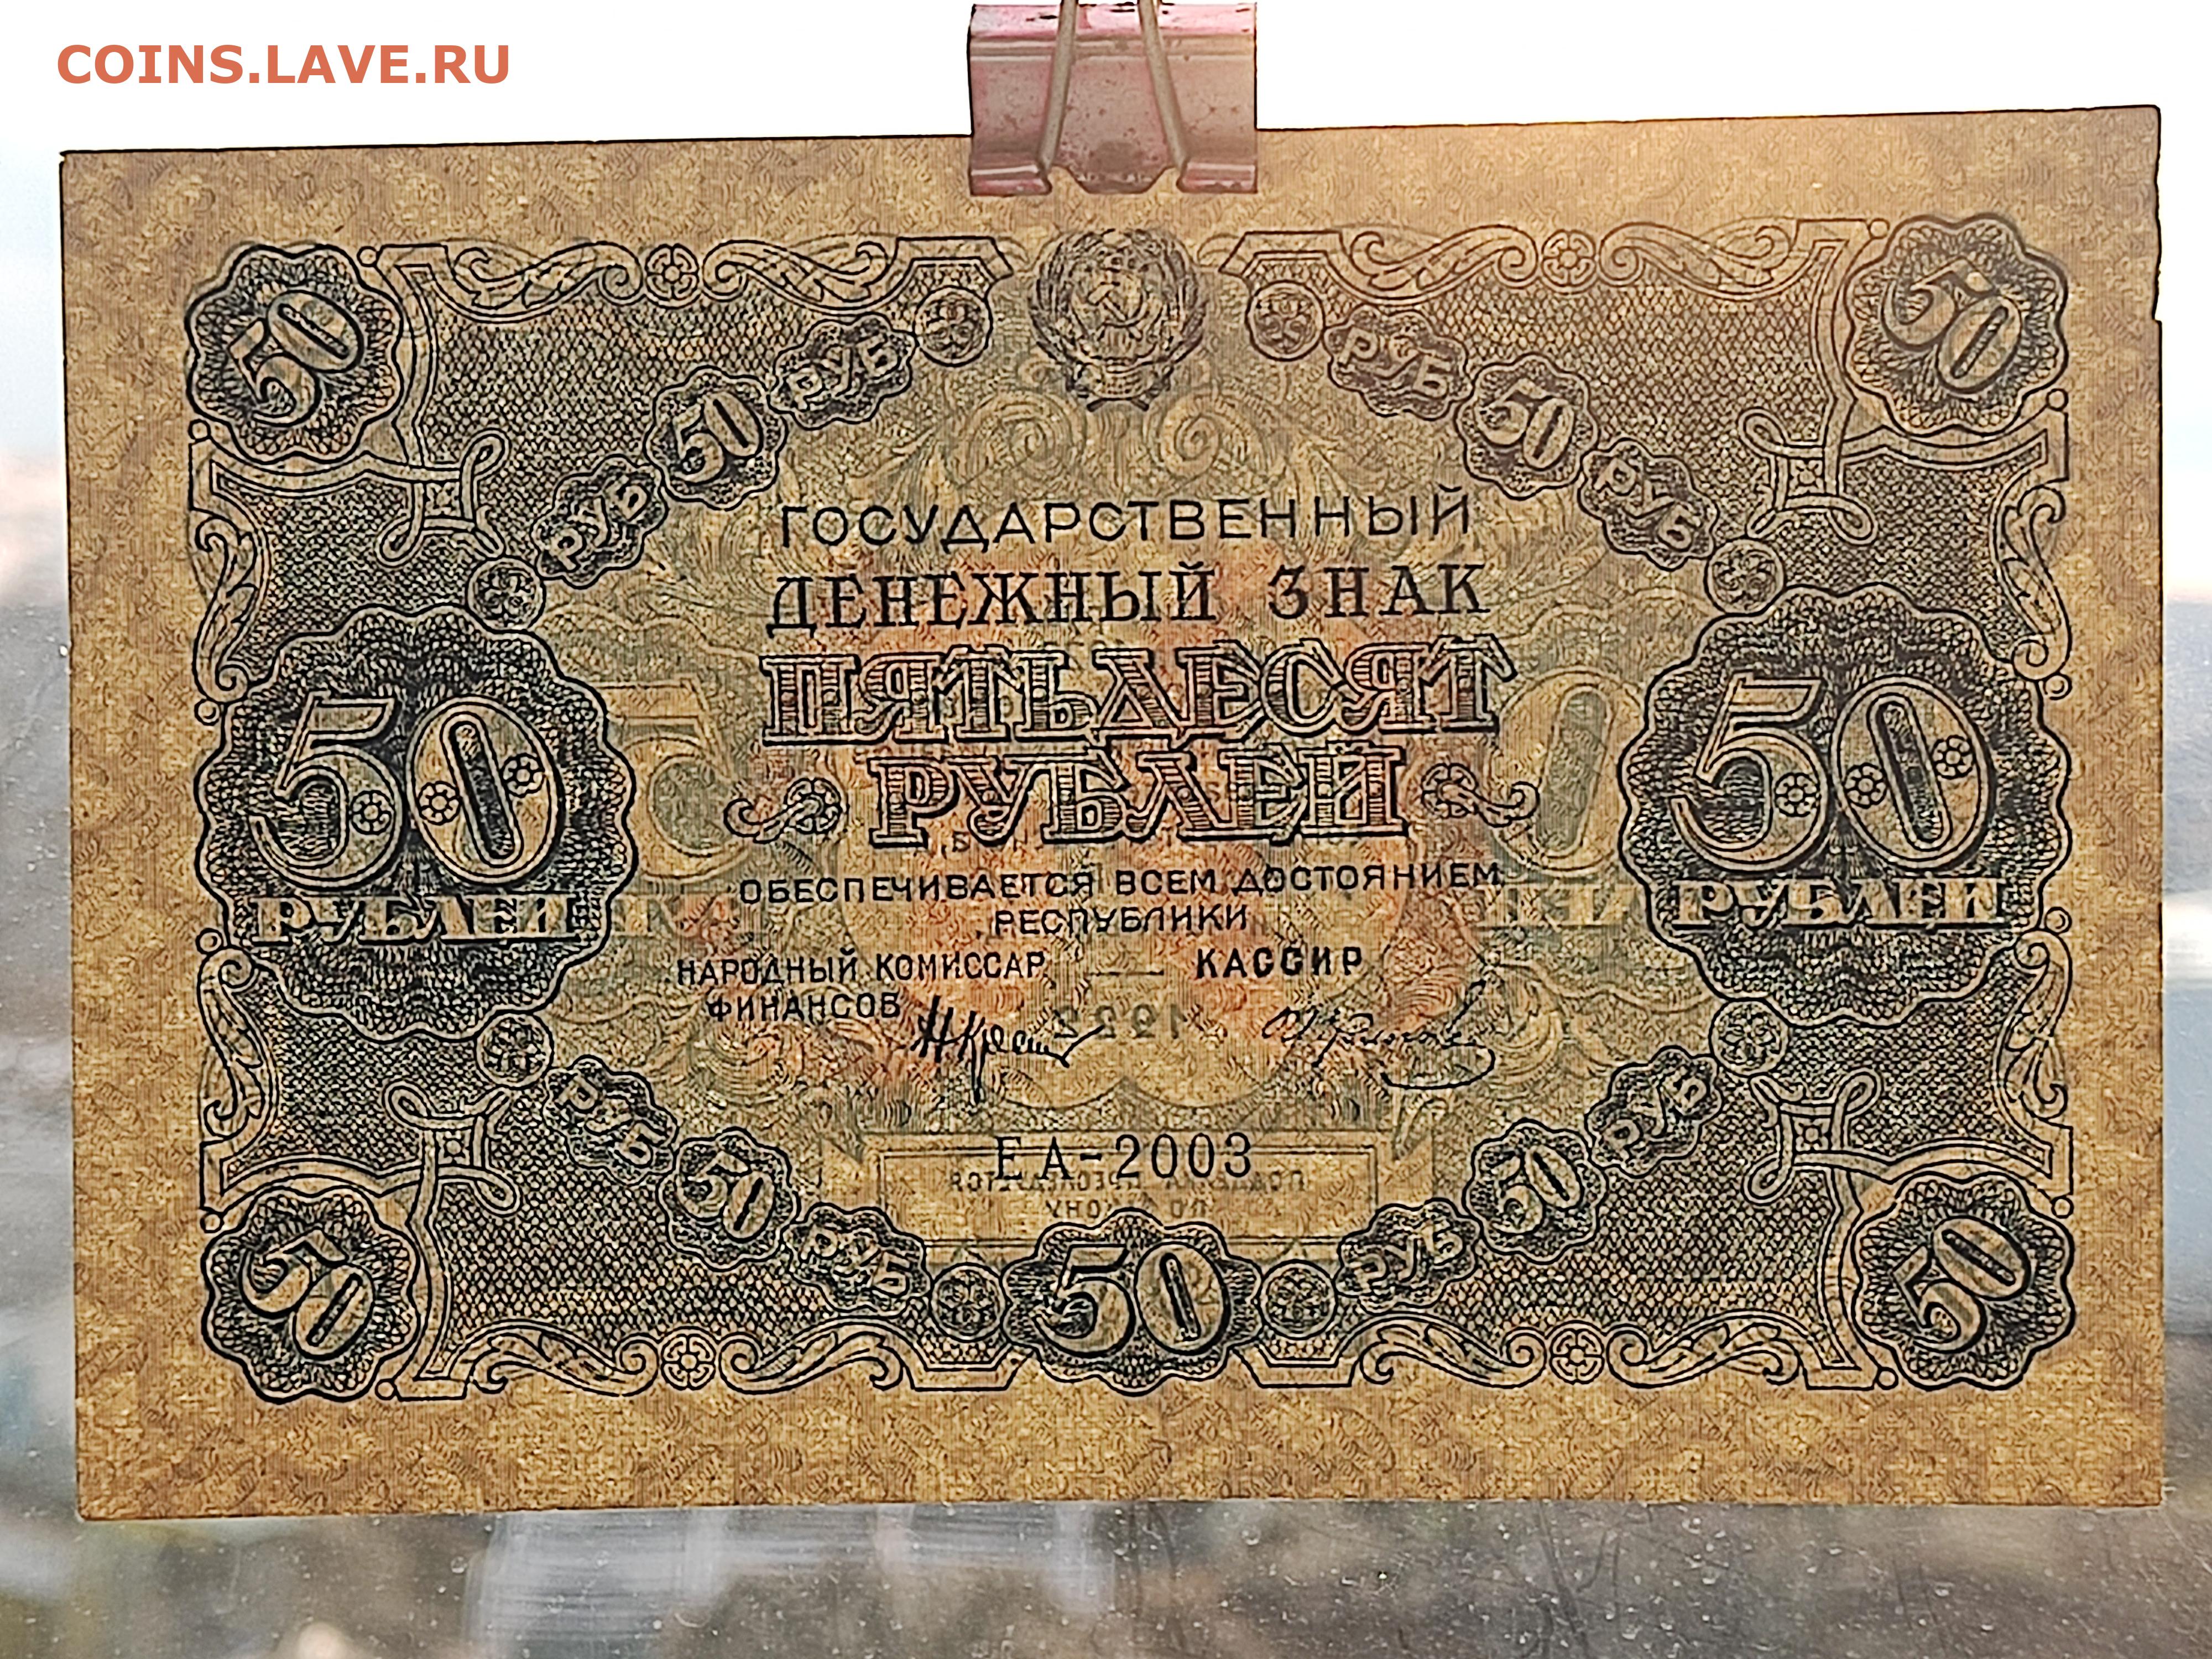 COINS.LAVE.RU
50
50
РУБ
РУБ
50
50
РУБ
РУБ
ГОСУДАРСТВЕННЫЙ
ДЕНЕЖНЫЙ ЗНАК
ПЯТЬДЕСЯТ
РУБЛЕЙ
50
РУБЛЕЙ
50
РУБЛЕЙ
ОБЕСПЕЧИВАЕТСЯ ВСЕМ ДОСТОЯНИЕМ
РЕСПУБЛИКИ
НАРОДНЫЙ КОМИССАР
ФИНАНСОВ
КАССИР
1922
РУБ
РУБ
50
50
РУБ
РУБ
ЕА-2003
50
50
50